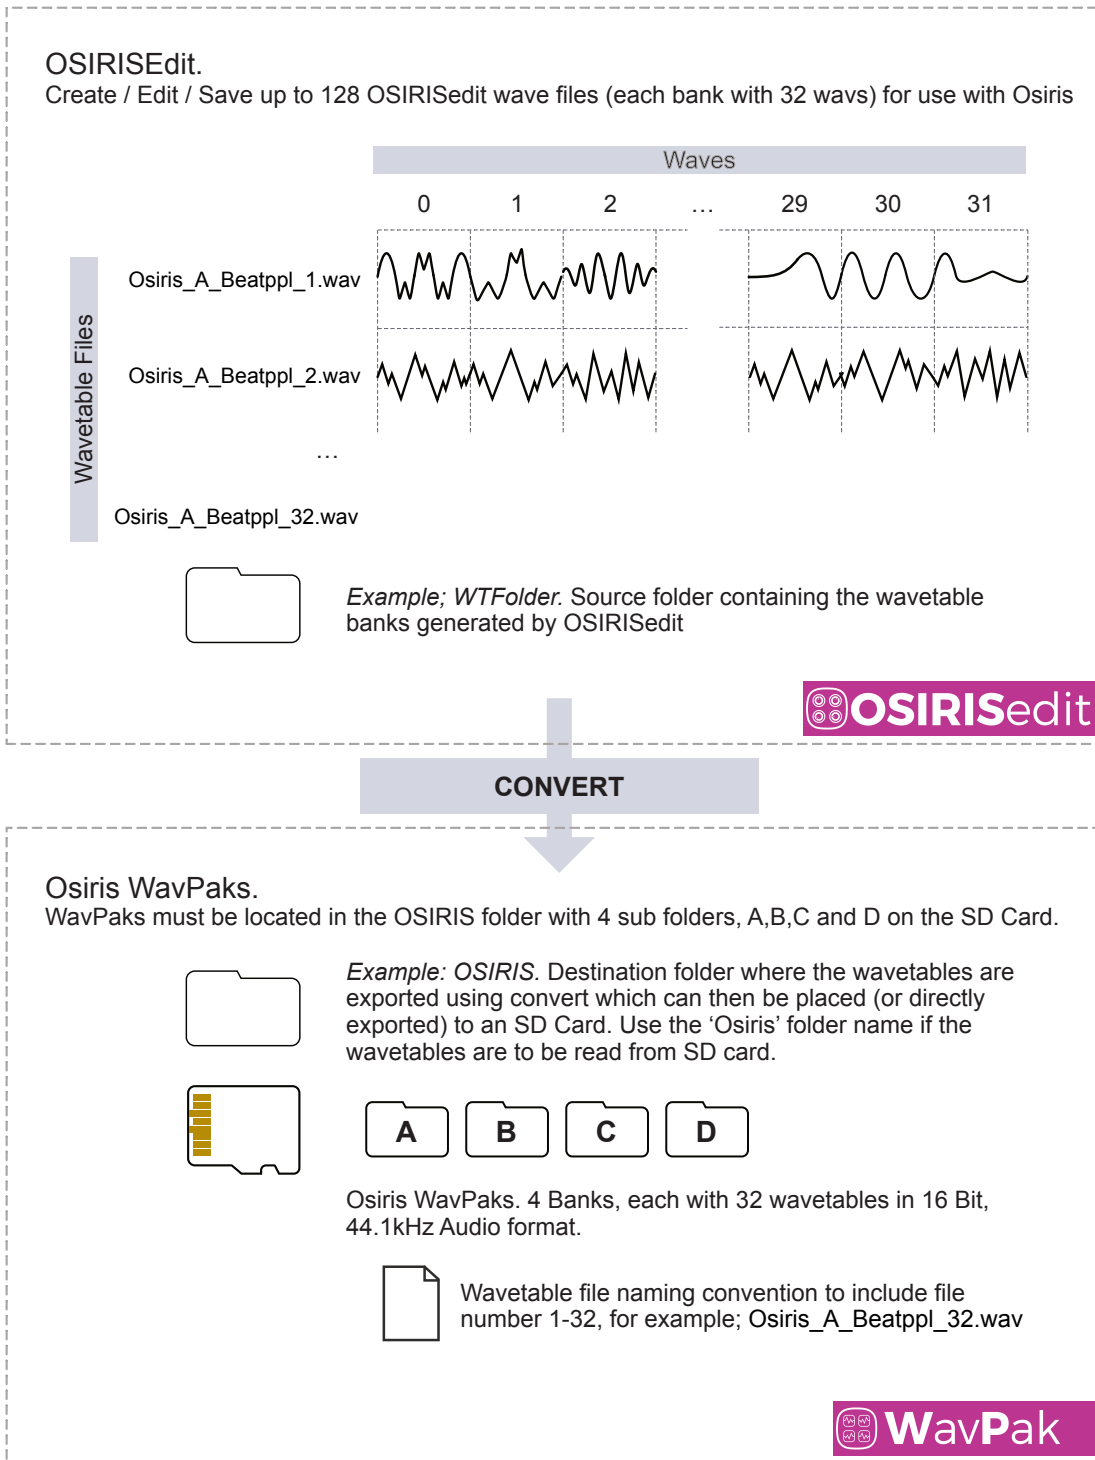 OSIRISEdit.
Create / Edit / Save up to 128 OSIRISedit wave files (each bank with 32 wavs) for use with Osiris
Waves
0 1 2 … 29 30 31
Wavetable Files
Osiris_A_Beatppl_1.wav
Osiris_A_Beatppl_2.wav
…
Osiris_A_Beatppl_32.wav
Example; WTFolder. Source folder containing the wavetable
banks generated by OSIRISedit
OSIRISedit
CONVERT
Osiris WavPaks.
WavPaks must be located in the OSIRIS folder with 4 sub folders, A,B,C and D on the SD Card.
Example: OSIRIS. Destination folder where the wavetables are
exported using convert which can then be placed (or directly
exported) to an SD Card. Use the ‘Osiris’ folder name if the
wavetables are to be read from SD card.
A B C D
Osiris WavPaks. 4 Banks, each with 32 wavetables in 16 Bit,
44.1kHz Audio format.
Wavetable file naming convention to include file
number 1-32, for example; Osiris_A_Beatppl_32.wav
WavPak